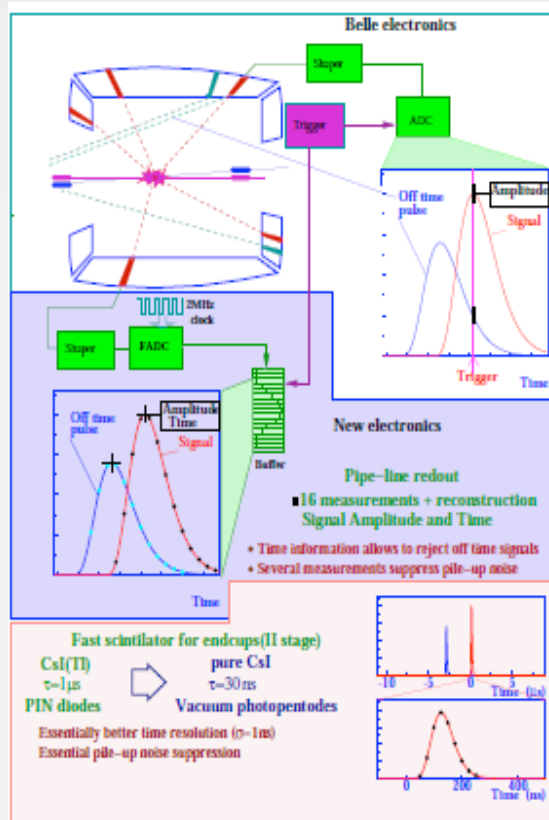 Belle electronics
Shaper
Trigger
ADC
Off time
pulse
Amplitude
Signal
Trigger
Time
2MHz
clock
Shaper
FADC
Buffer
Off time
pulse
Amplitude
Time
Signal
Time
New electronics
Pipe-line redout
16 measurements + reconstruction
Signal Amplitude and Time
Time information allows to reject off time signals
Several measurements suppress pile-up noise
Fast scintilator for endcups(II stage)
CsI(Tl)
τ=1μs
PIN diodes
pure CsI
τ=30ns
Vacuum photopentodes
Essentially better time resolution (σ~1ns)
Essential pile-up noise suppression
-10 -5 0 5
Time (μs)
0 200 400
Time (ns)